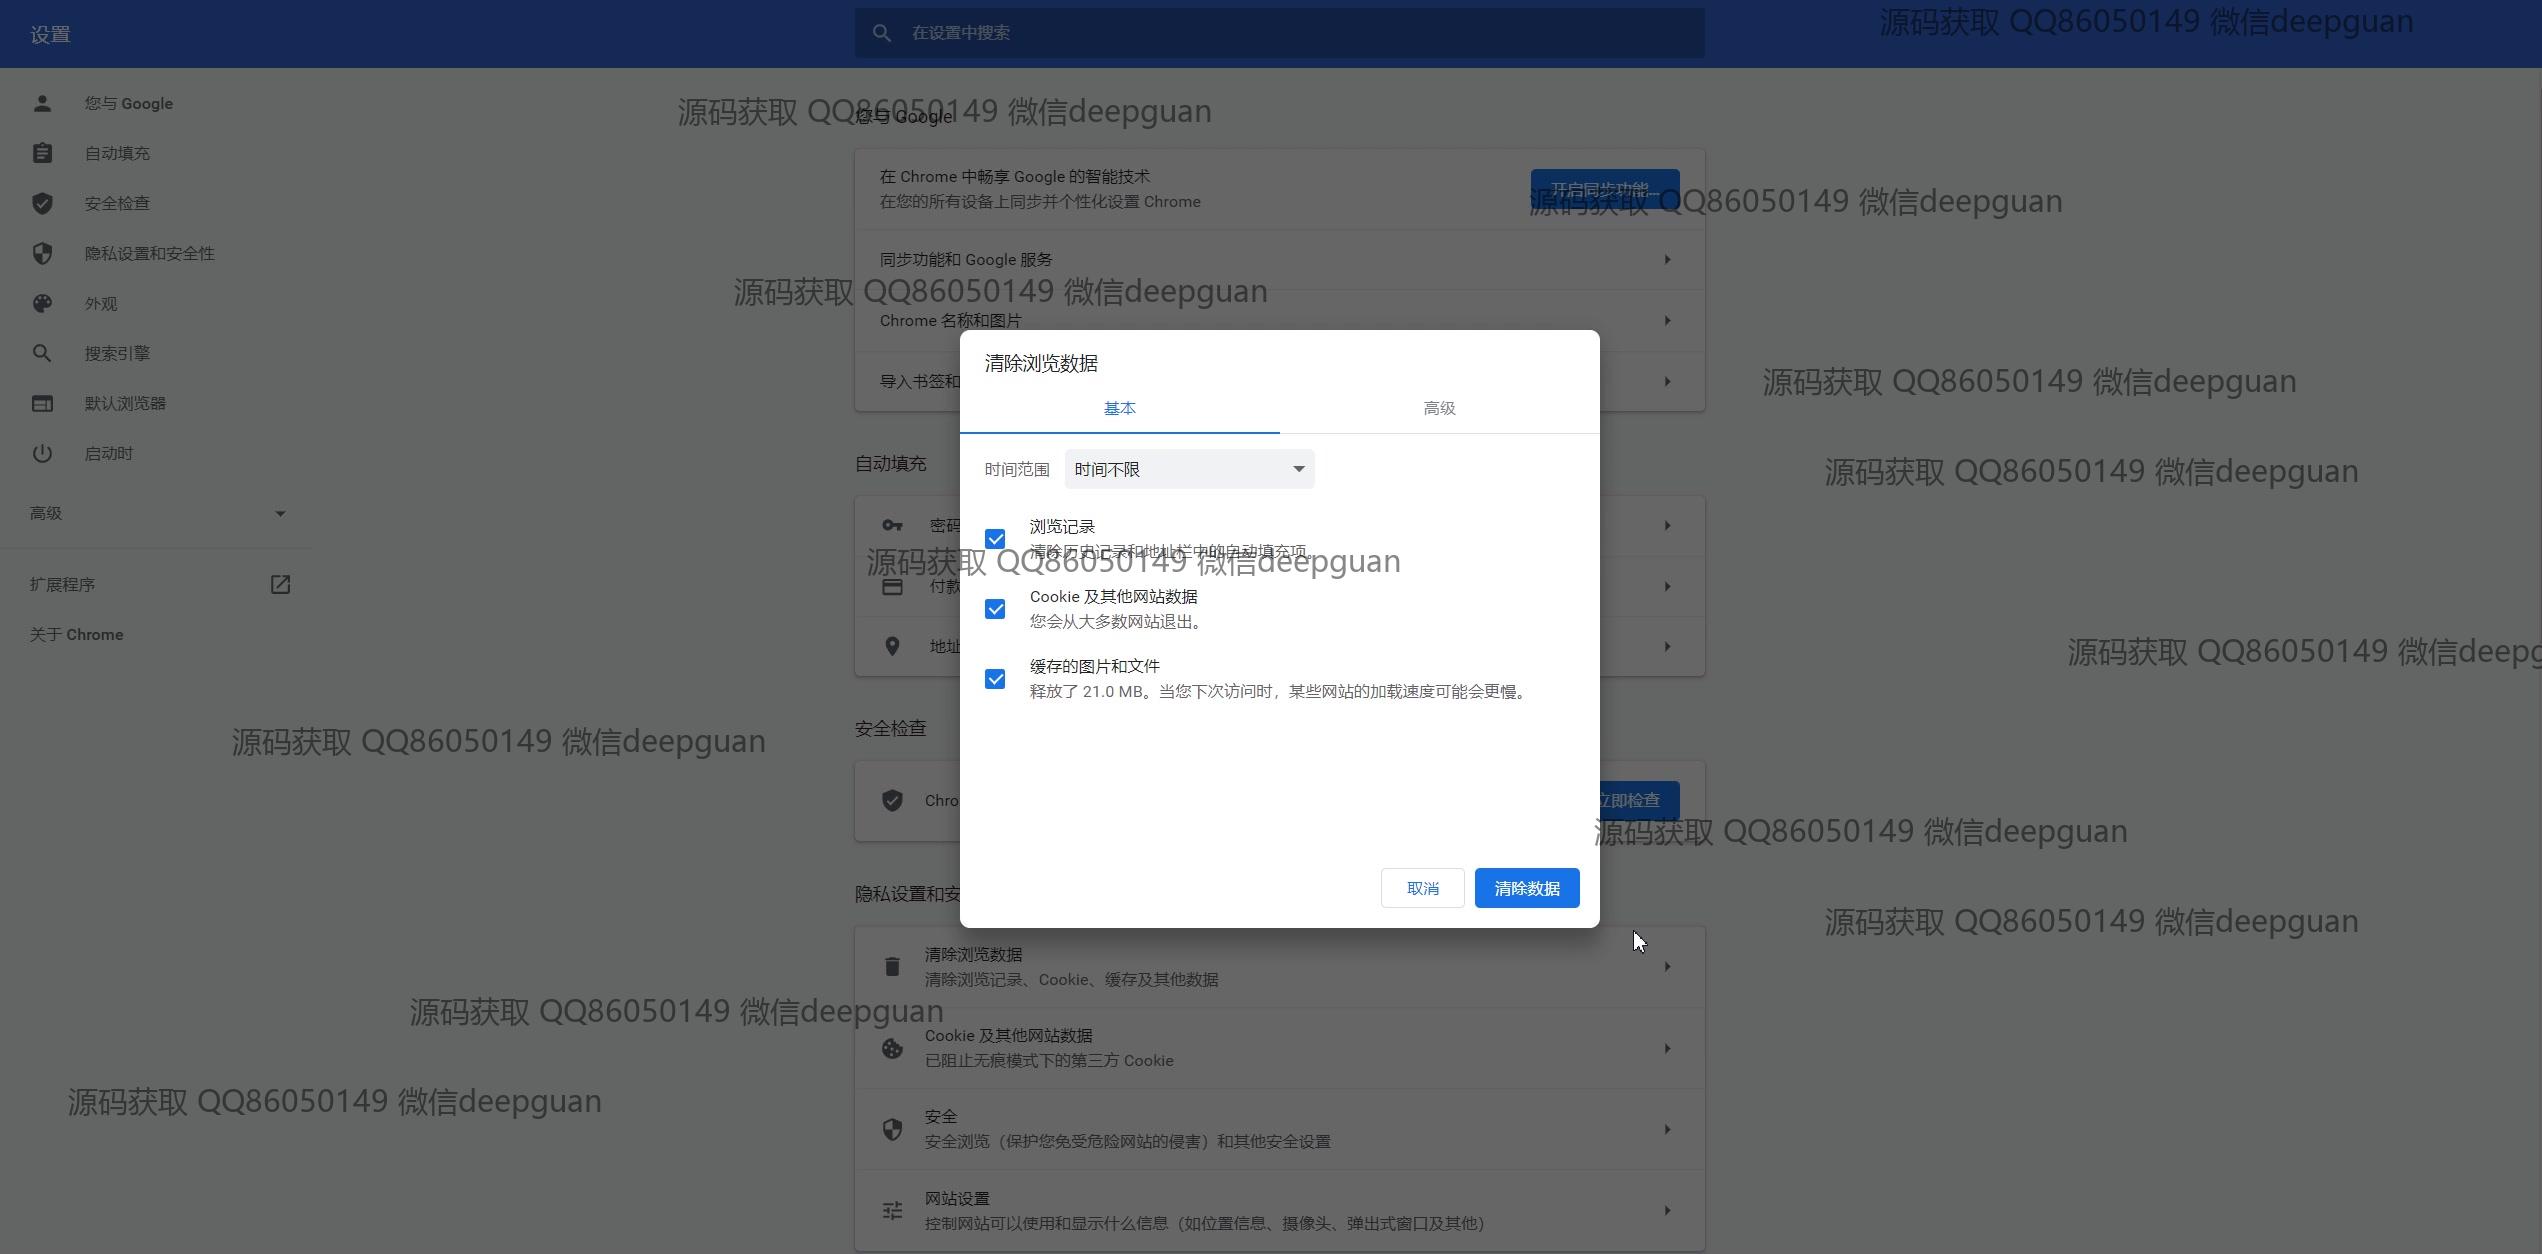 设置
在设置中搜索
源码获取 QQ86050149 微信deepguan
您与 Google
自动填充
安全检查
隐私设置和安全性
外观
搜索引擎
默认浏览器
启动时
高级
扩展程序
关于 Chrome
源码获取 QQ86050149 微信deepguan
您与 Google
在 Chrome 中畅享 Google 的智能技术
在您的所有设备上同步并个性化设置 Chrome
开启同步功能...
源码获取 QQ86050149 微信deepguan
同步功能和 Google 服务
源码获取 QQ86050149 微信deepguan
Chrome 名称和图片
导入书签和
源码获取 QQ86050149 微信deepguan
自动填充
源码获取 QQ86050149 微信deepguan
密码
付款
地址
清除浏览数据
基本
高级
时间范围
时间不限
浏览记录
清除历史记录和地址栏中的自动填充项。
源码获取 QQ86050149 微信deepguan
Cookie 及其他网站数据
您会从大多数网站退出。
缓存的图片和文件
释放了 21.0 MB。当您下次访问时，某些网站的加载速度可能会更慢。
取消
清除数据
源码获取 QQ86050149 微信deepg
安全检查
源码获取 QQ86050149 微信deepguan
Chro
立即检查
源码获取 QQ86050149 微信deepguan
隐私设置和安
源码获取 QQ86050149 微信deepguan
清除浏览数据
清除浏览记录、Cookie、缓存及其他数据
源码获取 QQ86050149 微信deepguan
Cookie 及其他网站数据
已阻止无痕模式下的第三方 Cookie
源码获取 QQ86050149 微信deepguan
安全
安全浏览（保护您免受危险网站的侵害）和其他安全设置
网站设置
控制网站可以使用和显示什么信息（如位置信息、摄像头、弹出式窗口及其他）